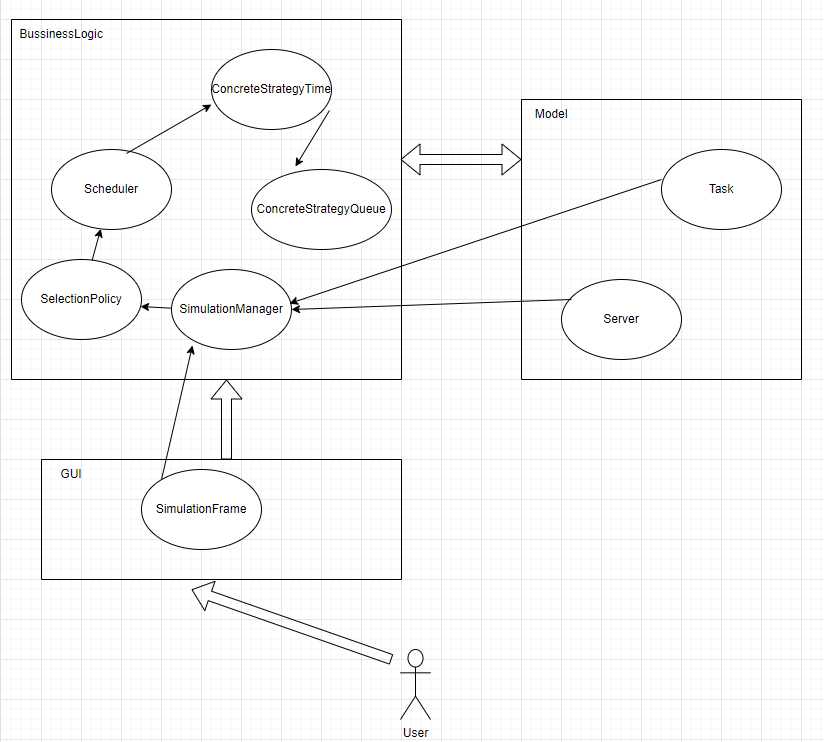 BussinessLogic
ConcreteStrategyTime
Model
Scheduler
Task
ConcreteStrategyQueue
SelectionPolicy
SimulationManager
Server
GUI
SimulationFrame
User